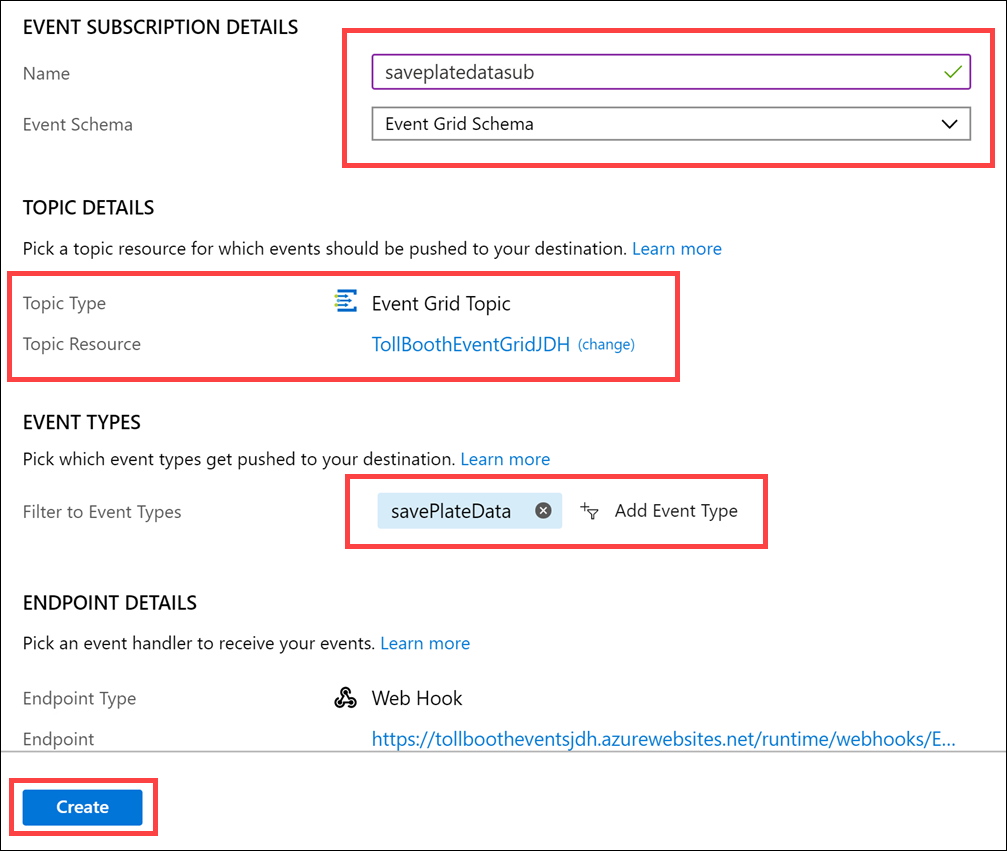 EVENT SUBSCRIPTION DETAILS
Name saveplatedatasub
Event Schema Event Grid Schema
TOPIC DETAILS
Pick a topic resource for which events should be pushed to your destination. Learn more
Topic Type Event Grid Topic
Topic Resource TollBoothEventGridJDH (change)
EVENT TYPES
Pick which event types get pushed to your destination. Learn more
Filter to Event Types savePlateData Add Event Type
ENDPOINT DETAILS
Pick an event handler to receive your events. Learn more
Endpoint Type Web Hook
Endpoint https://tollbootheventsjdh.azurewebsites.net/runtime/webhooks/E...
Create